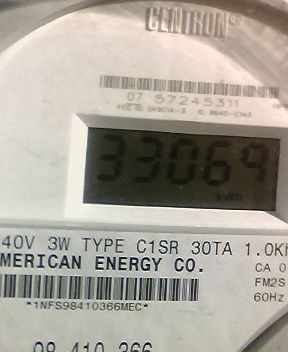 CENTRON®
07 57245311
33069
kWh
40V 3W TYPE C1SR 30TA 1.0K
MERICAN ENERGY CO.
CA 0
FM2S
*1NFS98410366MEC*
60Hz
98 410 366